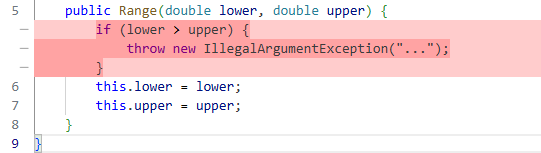 5 public Range(double lower, double upper) {
— if (lower > upper) {
— throw new IllegalArgumentException("...");
— }
6 this.lower = lower;
7 this.upper = upper;
8 }
9 }